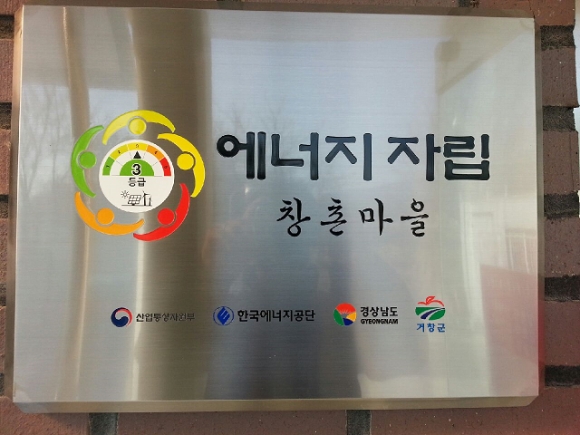 3
등급
에너지 자립
창촌마을
산업통상자원부
한국에너지공단
경상남도
GYEONGNAM
거창군